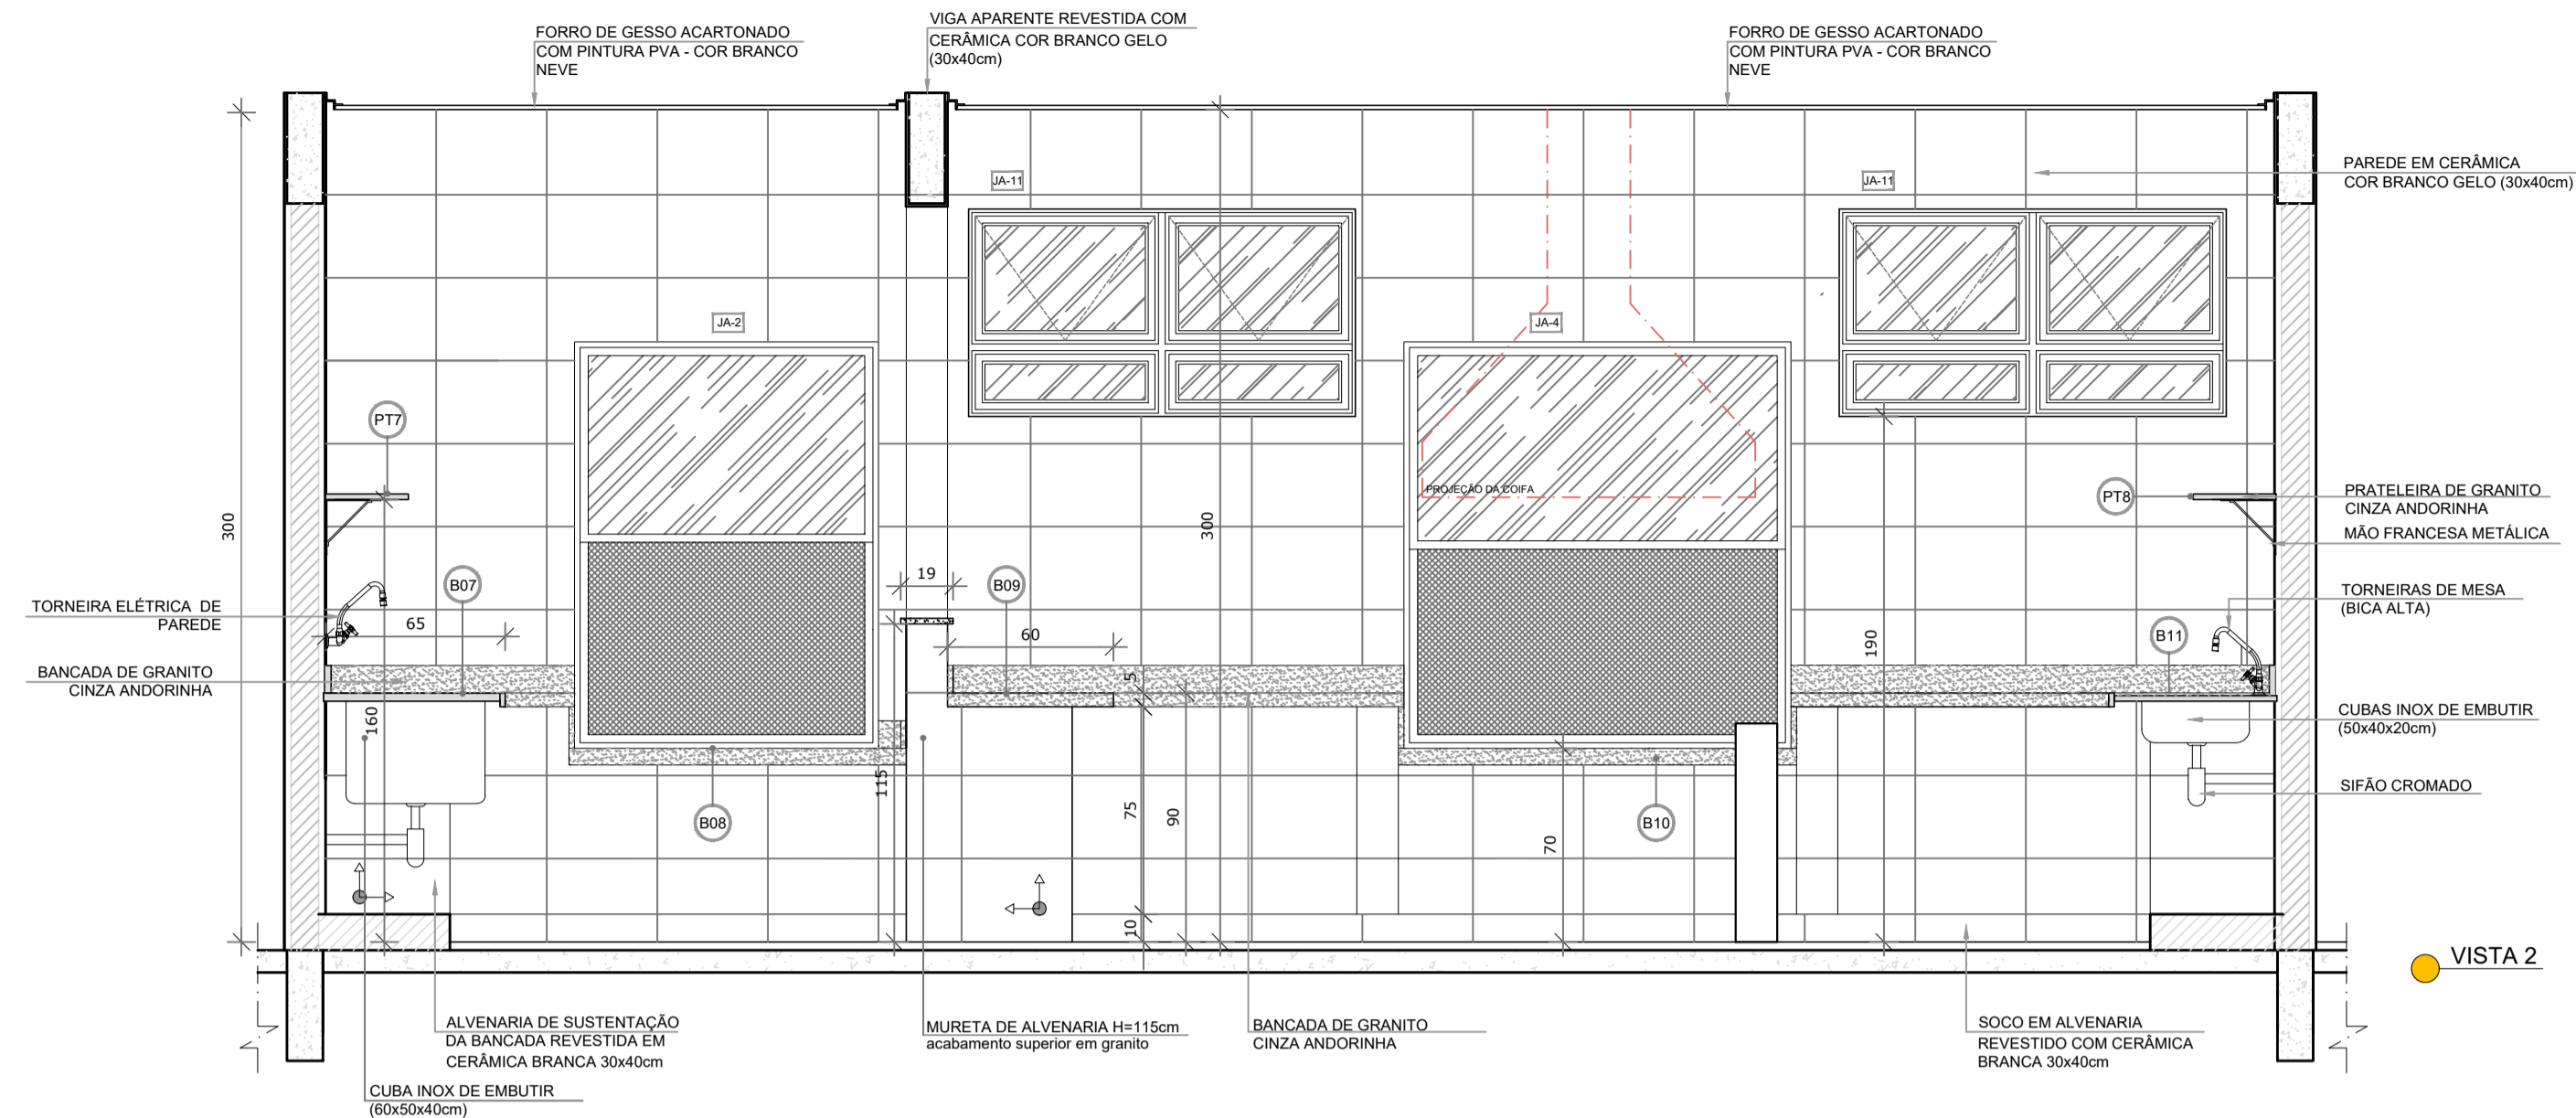 FORRO DE GESSO ACARTONADO
COM PINTURA PVA - COR BRANCO
NEVE
VIGA APARENTE REVESTIDA COM
CERÂMICA COR BRANCO GELO
(30x40cm)
FORRO DE GESSO ACARTONADO
COM PINTURA PVA - COR BRANCO
NEVE
PAREDE EM CERÂMICA
COR BRANCO GELO (30x40cm)
JA-11
JA-11
JA-2
JA-4
PT7
PROJEÇÃO DA COIFA
PT8
PRATELEIRA DE GRANITO
CINZA ANDORINHA
MÃO FRANCESA METÁLICA
300
300
19
B07
B09
TORNEIRAS DE MESA
(BICA ALTA)
TORNEIRA ELÉTRICA DE
PAREDE
65
60
190
B11
BANCADA DE GRANITO
CINZA ANDORINHA
5
160
CUBAS INOX DE EMBUTIR
(50x40x20cm)
115
75
90
70
SIFÃO CROMADO
B08
B10
10
VISTA 2
ALVENARIA DE SUSTENTAÇÃO
DA BANCADA REVESTIDA EM
CERÂMICA BRANCA 30x40cm
MURETA DE ALVENARIA H=115cm
acabamento superior em granito
BANCADA DE GRANITO
CINZA ANDORINHA
SOCO EM ALVENARIA
REVESTIDO COM CERÂMICA
BRANCA 30x40cm
CUBA INOX DE EMBUTIR
(60x50x40cm)